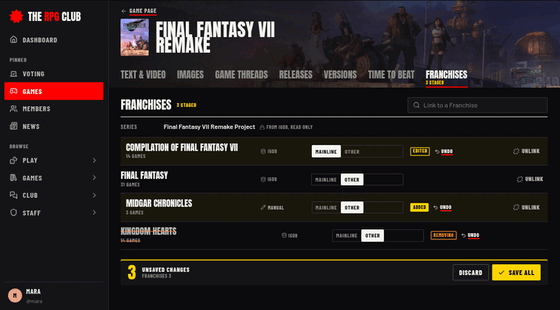 THE RPG CLUB
DASHBOARD
PINNED
VOTING
GAMES
MEMBERS
NEWS
BROWSE
PLAY
GAMES
CLUB
STAFF
MARA
@mara
← GAME PAGE
FINAL FANTASY VII
REMAKE
TEXT & VIDEO IMAGES GAME THREADS RELEASES VERSIONS TIME TO BEAT FRANCHISES
3 STAGED
FRANCHISES 3 STAGED
Link to a Franchise
SERIES Final Fantasy VII Remake Project FROM IGDB, READ ONLY
COMPILATION OF FINAL FANTASY VII IGDB MAINLINE OTHER EDITED UNDO UNLINK
14 GAMES
FINAL FANTASY IGDB MAINLINE OTHER UNLINK
31 GAMES
MIDGAR CHRONICLES MANUAL MAINLINE OTHER ADDED UNDO UNLINK
3 GAMES
KINGDOM HEARTS IGDB MAINLINE OTHER REMOVING UNDO
14 GAMES
3 UNSAVED CHANGES
FRANCHISES 3
DISCARD SAVE ALL